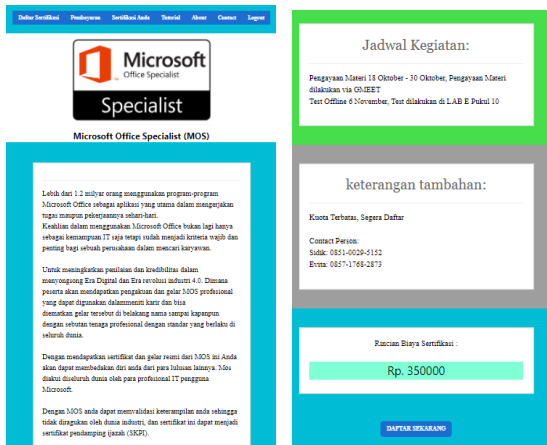 Daftar Sertifikasi Pembayaran Sertifikasi Anda Tutorial About Contact Logout
Microsoft
Office Specialist
Specialist
Microsoft Office Specialist (MOS)
Lebih dari 1.2 milyar orang menggunakan program-program
Microsoft Office sebagai aplikasi yang utama dalam mengerjakan
tugas maupun pekerjaannya sehari-hari.
Keahlian dalam menggunakan Microsoft Office bukan lagi hanya
sebagai kemampuan IT saja tetapi sudah menjadi kriteria wajib dan
penting bagi sebuah perusahaan dalam mencari karyawan.
Untuk meningkatkan penilaian dan kredibilitas dalam
menyongsong Era Digital dan Era revolusi industri 4.0. Dimana
peserta akan mendapatkan pengakuan dan gelar MOS profesional
yang dapat digunakan dalammeniti karir dan bisa
diematkan gelar tersebut di belakang nama sampai kapanpun
dengan sebutan tenaga profesional dengan standar yang berlaku di
seluruh dunia.
Dengan mendapatkan sertifikat dan gelar resmi dari MOS ini Anda
akan dapat membedakan diri anda dari para lulusan lainnya. Mos
diakui diseluruh dunia oleh para profesional IT pengguna
Microsoft.
Dengan MOS anda dapat memvalidasi keterampilan anda sehingga
tidak diragukan oleh dunia industri, dan sertifikat ini dapat menjadi
sertifikat pendamping ijazah (SKPI).
Jadwal Kegiatan:
Pengayaan Materi 18 Oktober - 30 Oktober, Pengayaan Materi
dilakukan via GMEET
Test Offline 6 November, Test dilakukan di LAB E Pukul 10
keterangan tambahan:
Kuota Terbatas, Segera Daftar
Contact Person:
Sidik: 0851-0029-5152
Evita: 0857-1768-2873
Rincian Biaya Sertifikasi :
Rp. 350000
DAFTAR SEKARANG